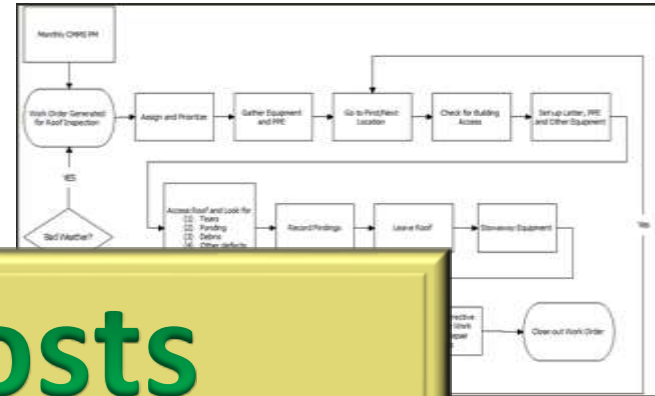 Monthly CMMS PM
Work Order Generated
for Roof Inspection
Assign and Prioritize
Gather Equipment
and PPE
Go to First/Next
Location
Check for Building
Access
Set up Letter, PPE
and Other Equipment
YES
Bad Weather?
Access Roof and Look for
(1) Tears
(2) Ponding
(3) Debris
(4) Other defects
Record Findings
Leave Roof
Stowaway Equipment
Yes
Work
Close out Work Order
osts